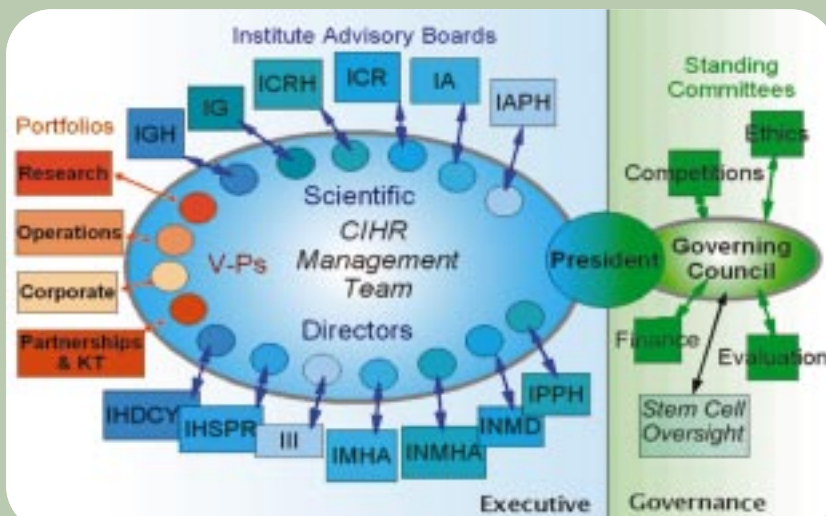 Institute Advisory Boards
Standing
Committees
Portfolios
IGH
IG
ICRH
ICR
IA
IAPH
Ethics
Competitions
Research
Operations
Corporate
Partnerships
& KT
Scientific
CIHR
Management
Team
V-Ps
Directors
President
Governing
Council
Finance
Evaluation
Stem Cell
Oversight
IHDCY
IHSPR
III
IMHA
INMHA
INMD
IPPH
Executive
Governance